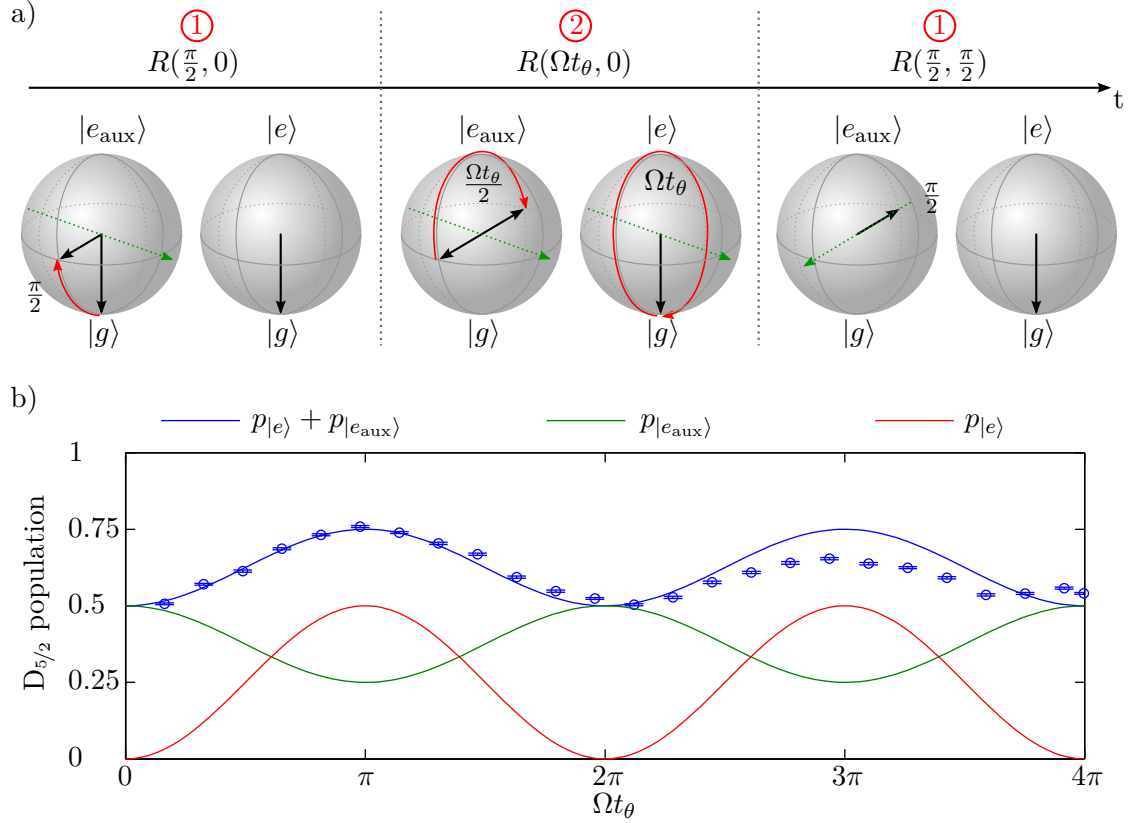 a)
① ② ①
R(π/2, 0) R(Ωt_θ, 0) R(π/2, π/2)
t
|e_aux⟩ |e⟩ |e_aux⟩ |e⟩ |e_aux⟩ |e⟩
π/2 Ωt_θ/2 Ωt_θ π/2
|g⟩ |g⟩ |g⟩ |g⟩ |g⟩ |g⟩
b)
p_|e⟩ + p_|e_aux⟩ p_|e_aux⟩ p_|e⟩
D_5/2 population
1
0.75
0.5
0.25
0
0 π 2π 3π 4π
Ωt_θ